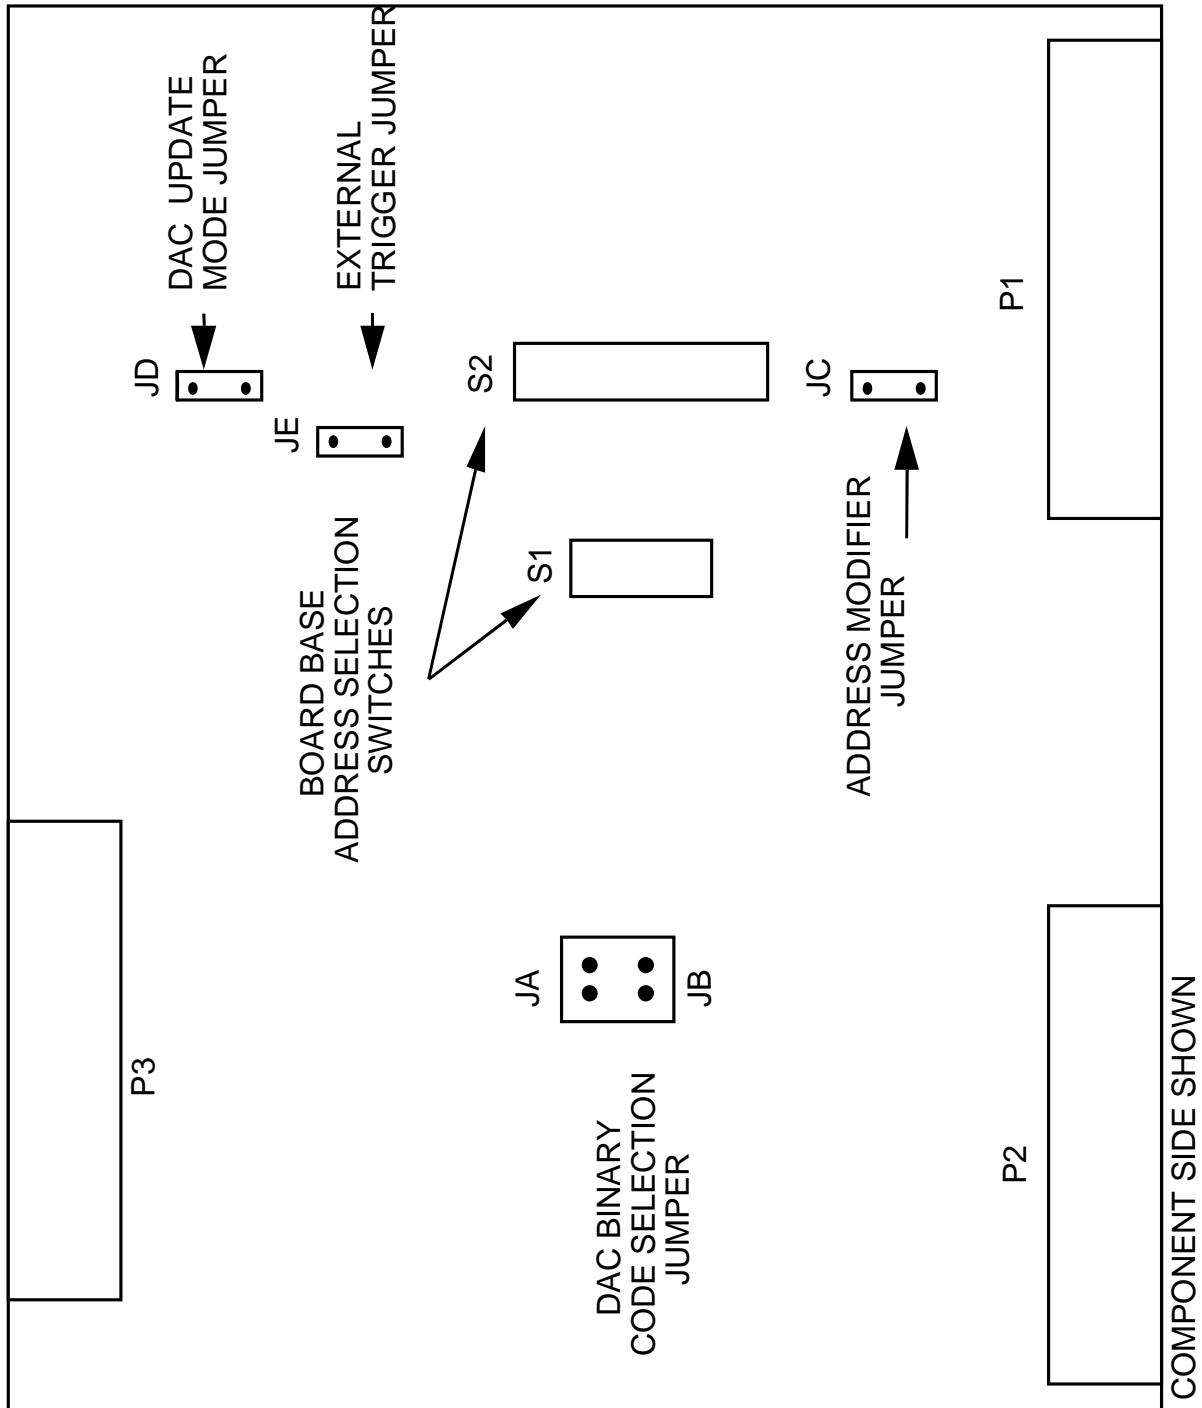 DAC UPDATE
MODE JUMPER
EXTERNAL
TRIGGER JUMPER
JD
JE
S2
JC
P1
S1
BOARD BASE
ADDRESS SELECTION
SWITCHES
ADDRESS MODIFIER
JUMPER
JA
JB
P3
DAC BINARY
CODE SELECTION
JUMPER
P2
COMPONENT SIDE SHOWN